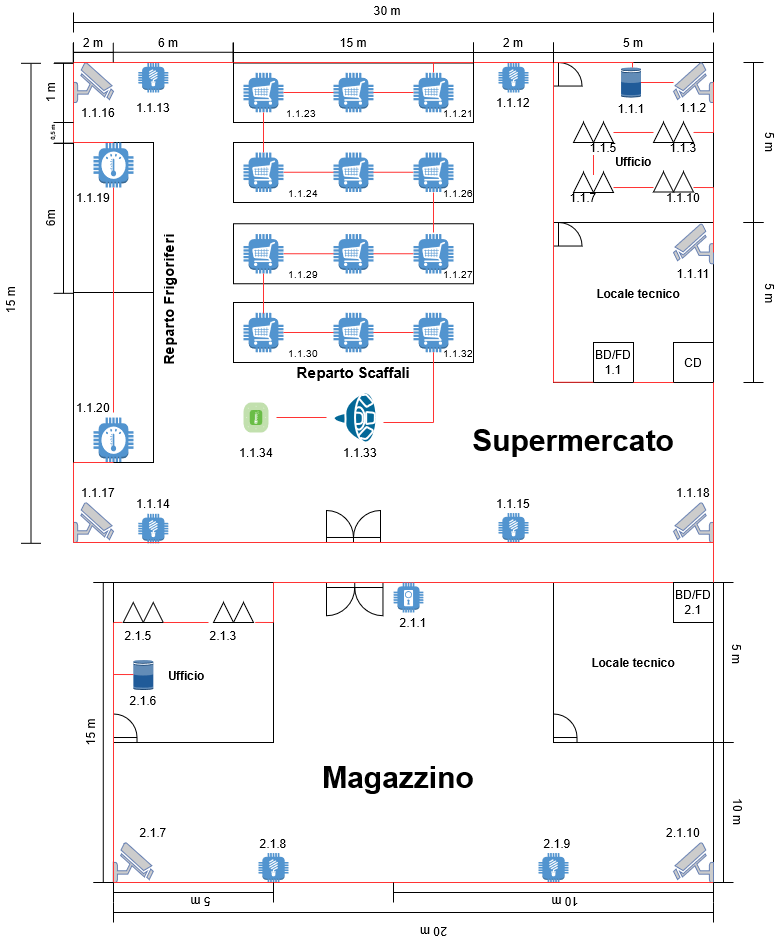 30 m
2 m
6 m
15 m
2 m
5 m
1 m
0,5 m
6m
15 m
1.1.16
1.1.13
1.1.23
1.1.21
1.1.12
1.1.1
1.1.2
1.1.5
1.1.3
Ufficio
1.1.7
1.1.10
5 m
1.1.19
1.1.24
1.1.26
Reparto Frigoriferi
1.1.29
1.1.27
1.1.11
Locale tecnico
5 m
1.1.30
1.1.32
BD/FD
1.1
CD
Reparto Scaffali
1.1.20
1.1.34
1.1.33
Supermercato
1.1.17
1.1.14
1.1.15
1.1.18
2.1.5
2.1.3
2.1.1
BD/FD
2.1
2.1.6
Ufficio
Locale tecnico
5 m
15 m
Magazzino
10 m
2.1.7
2.1.8
2.1.9
2.1.10
5 m
10 m
20 m